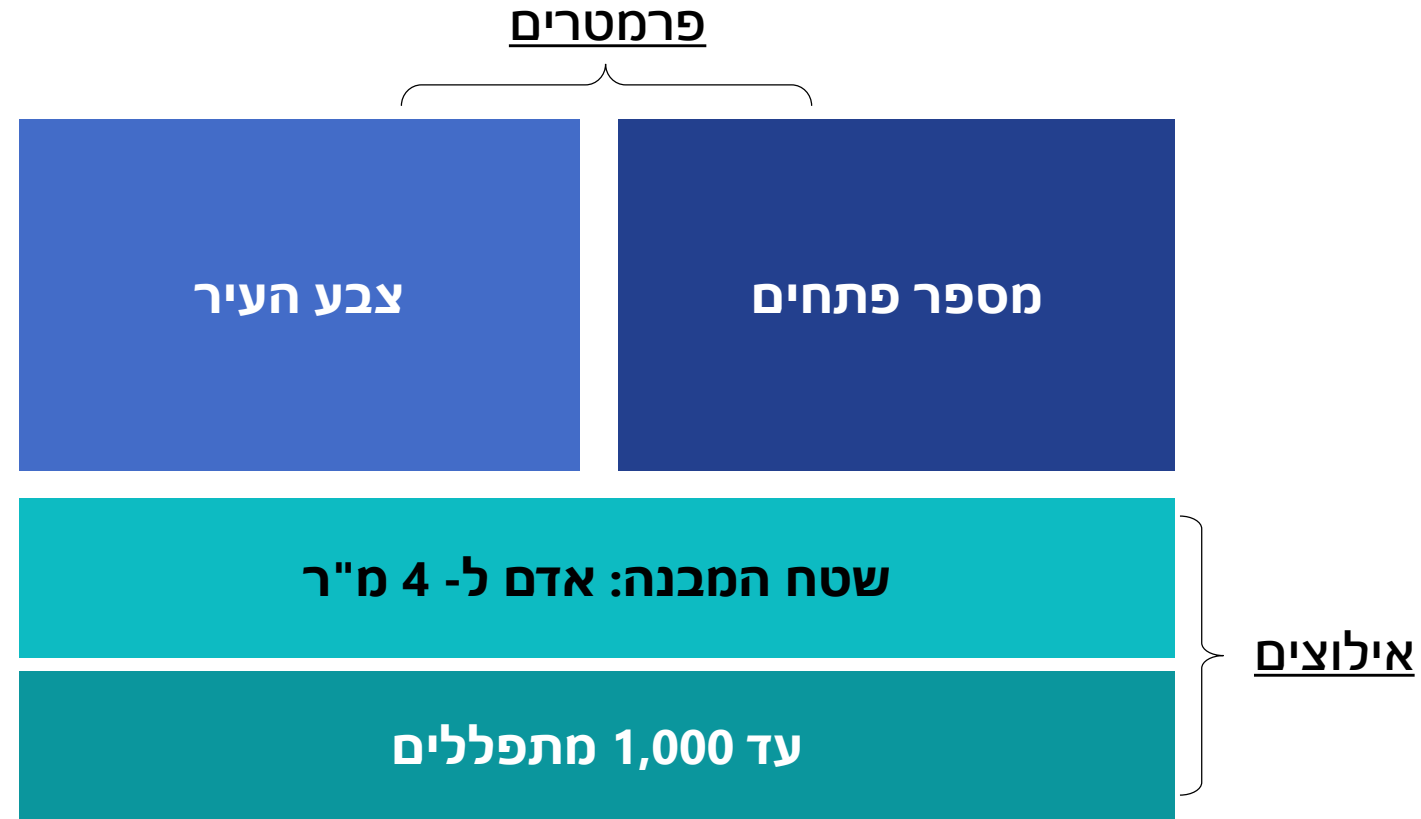 פרמטרים
מספר פתחים
צבע העיר
שטח המבנה: אדם ל- 4 מ"ר
עד 1,000 מתפללים
אילוצים